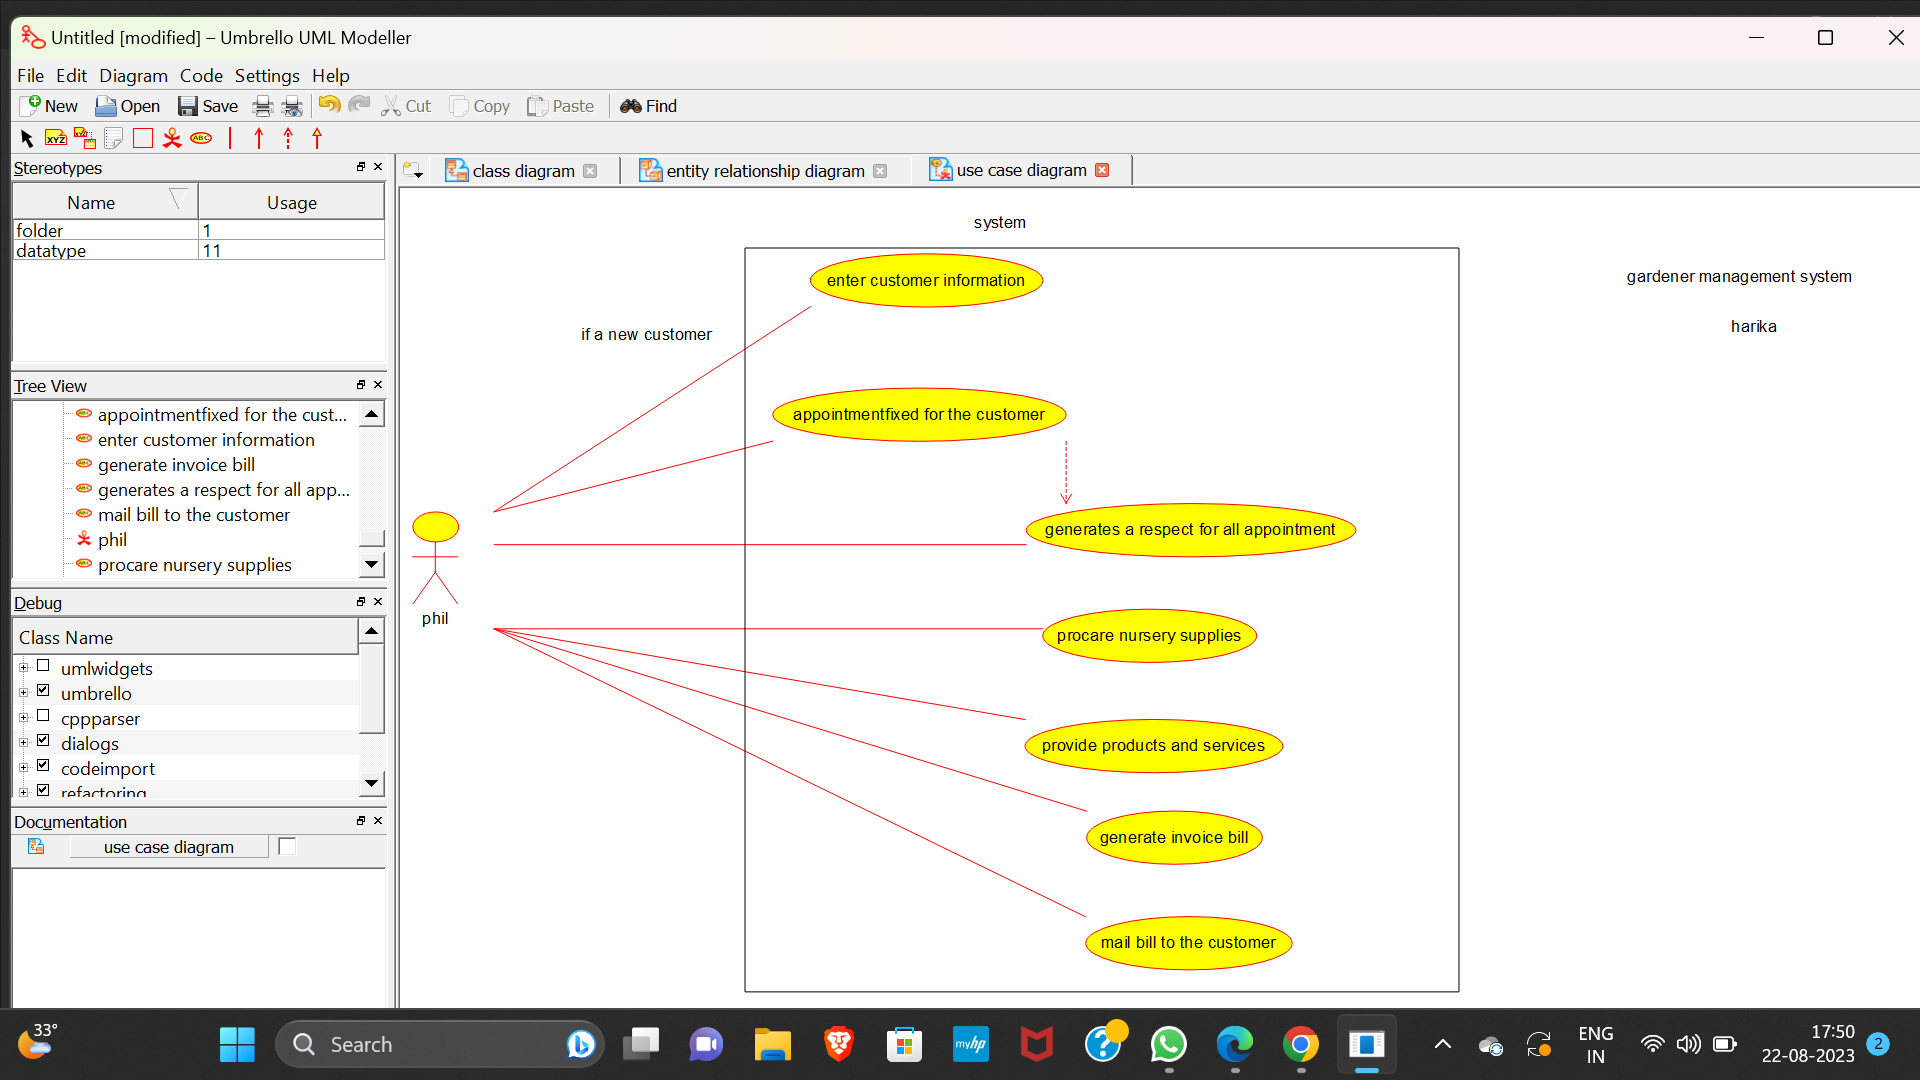 Untitled [modified] – Umbrello UML Modeller
File Edit Diagram Code Settings Help
New Open Save Cut Copy Paste Find
XYZ XYZ ABC
Stereotypes
Name Usage
folder 1
datatype 11
Tree View
appointmentfixed for the cust...
enter customer information
generate invoice bill
generates a respect for all app...
mail bill to the customer
phil
procare nursery supplies
Debug
Class Name
umlwidgets
umbrello
cppparser
dialogs
codeimport
refactoring
Documentation
use case diagram
class diagram entity relationship diagram use case diagram
system
gardener management system
harika
if a new customer
enter customer information
appointmentfixed for the customer
generates a respect for all appointment
phil
procare nursery supplies
provide products and services
generate invoice bill
mail bill to the customer
33°
Search
myhp
ENG
IN
17:50
22-08-2023
2